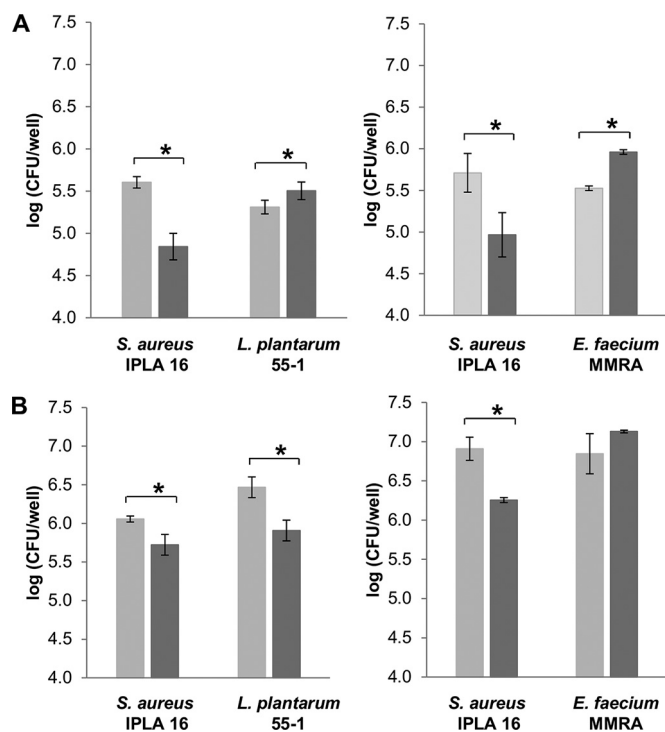 A
7.5
7.0
6.5
6.0
5.5
5.0
4.5
4.0
log (CFU/well)
*
*
S. aureus
IPLA 16
L. plantarum
55-1
7.5
7.0
6.5
6.0
5.5
5.0
4.5
4.0
log (CFU/well)
*
*
S. aureus
IPLA 16
E. faecium
MMRA
B
7.5
7.0
6.5
6.0
5.5
5.0
4.5
4.0
log (CFU/well)
*
*
S. aureus
IPLA 16
L. plantarum
55-1
7.5
7.0
6.5
6.0
5.5
5.0
4.5
4.0
log (CFU/well)
*
S. aureus
IPLA 16
E. faecium
MMRA